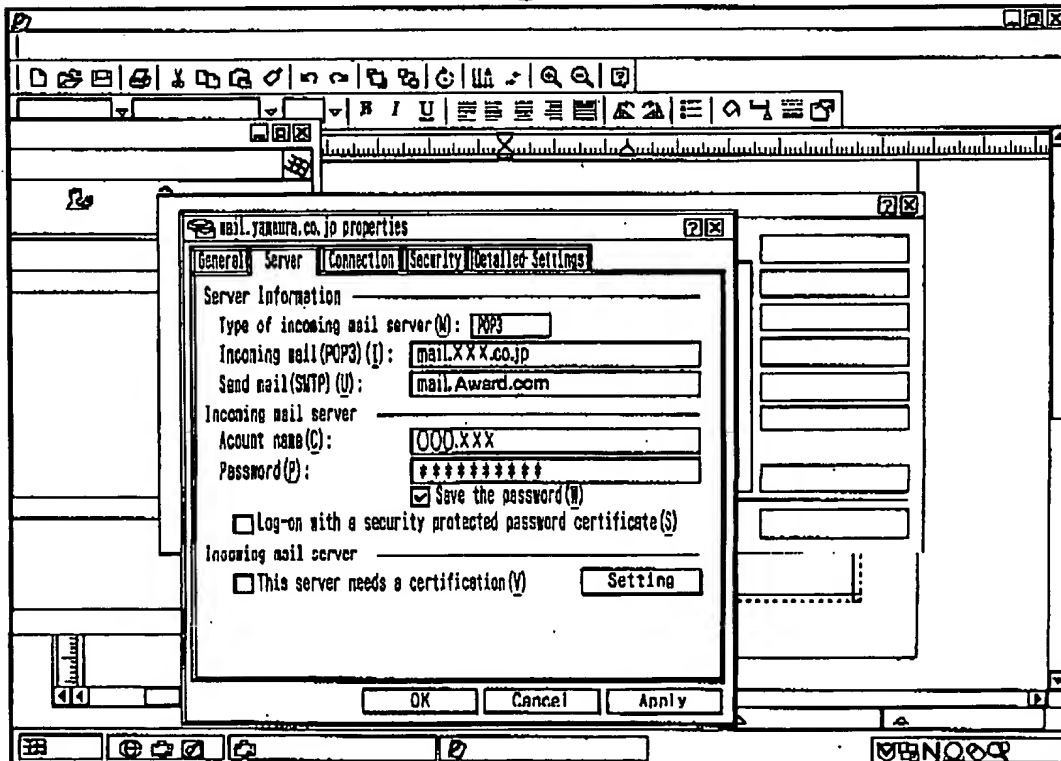 B I U
mail.yamaura.co.jp properties
General Server Connection Security Detailed Settings
Server Information
Type of incoming mail server(M): POP3
Incoming mail(POP3)(I): mail.XXX.co.jp
Send mail(SMTP)(U): mail.Award.com
Incoming mail server
Acount name(C): OOO.XXX
Password(P): **********
Save the password(W)
Log-on with a security protected password certificate(S)
Incoming mail server
This server needs a certification(V) Setting
OK Cancel Apply